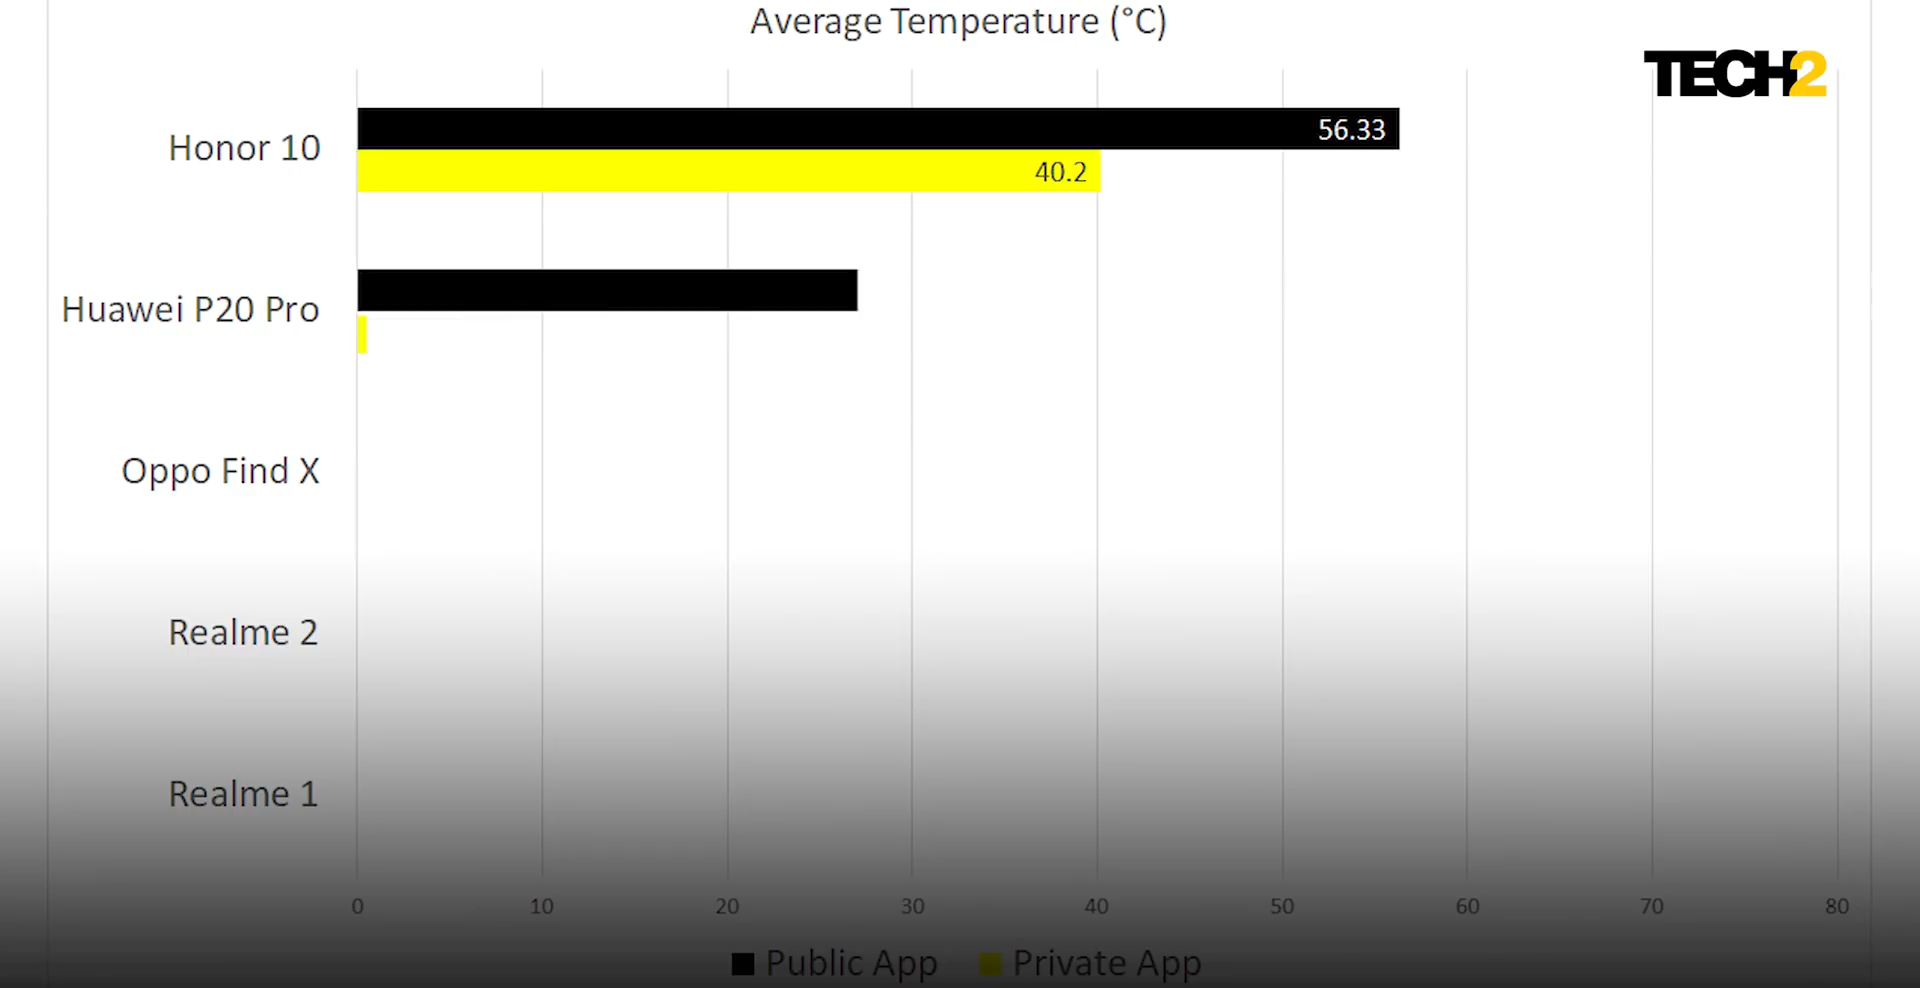 Average Temperature (°C)
TECH2
Honor 10
56.33
40.2
Huawei P20 Pro
Oppo Find X
Realme 2
Realme 1
0 10 20 30 40 50 60 70 80
Public App Private App